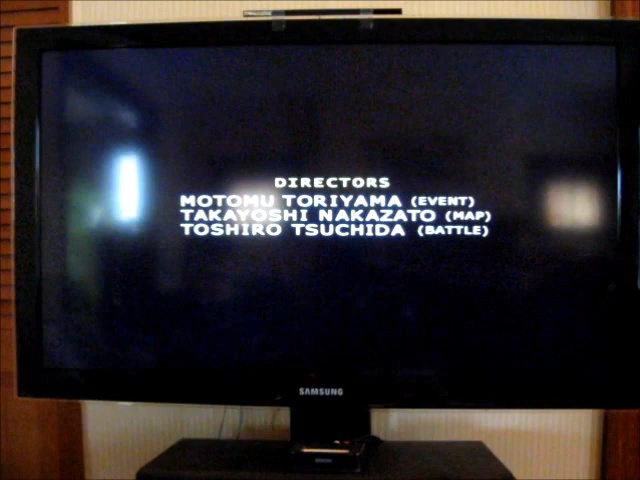 DIRECTORS
MOTOMU TORIYAMA (EVENT)
TAKAYOSHI NAKAZATO (MAP)
TOSHIRO TSUCHIDA (BATTLE)
SAMSUNG